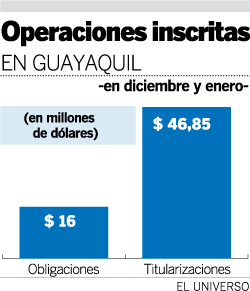 Operaciones inscritas
EN GUAYAQUIL
-en diciembre y enero-
(en millones
de dólares)
$ 46,85
$ 16
Obligaciones
Titularizaciones
EL UNIVERSO